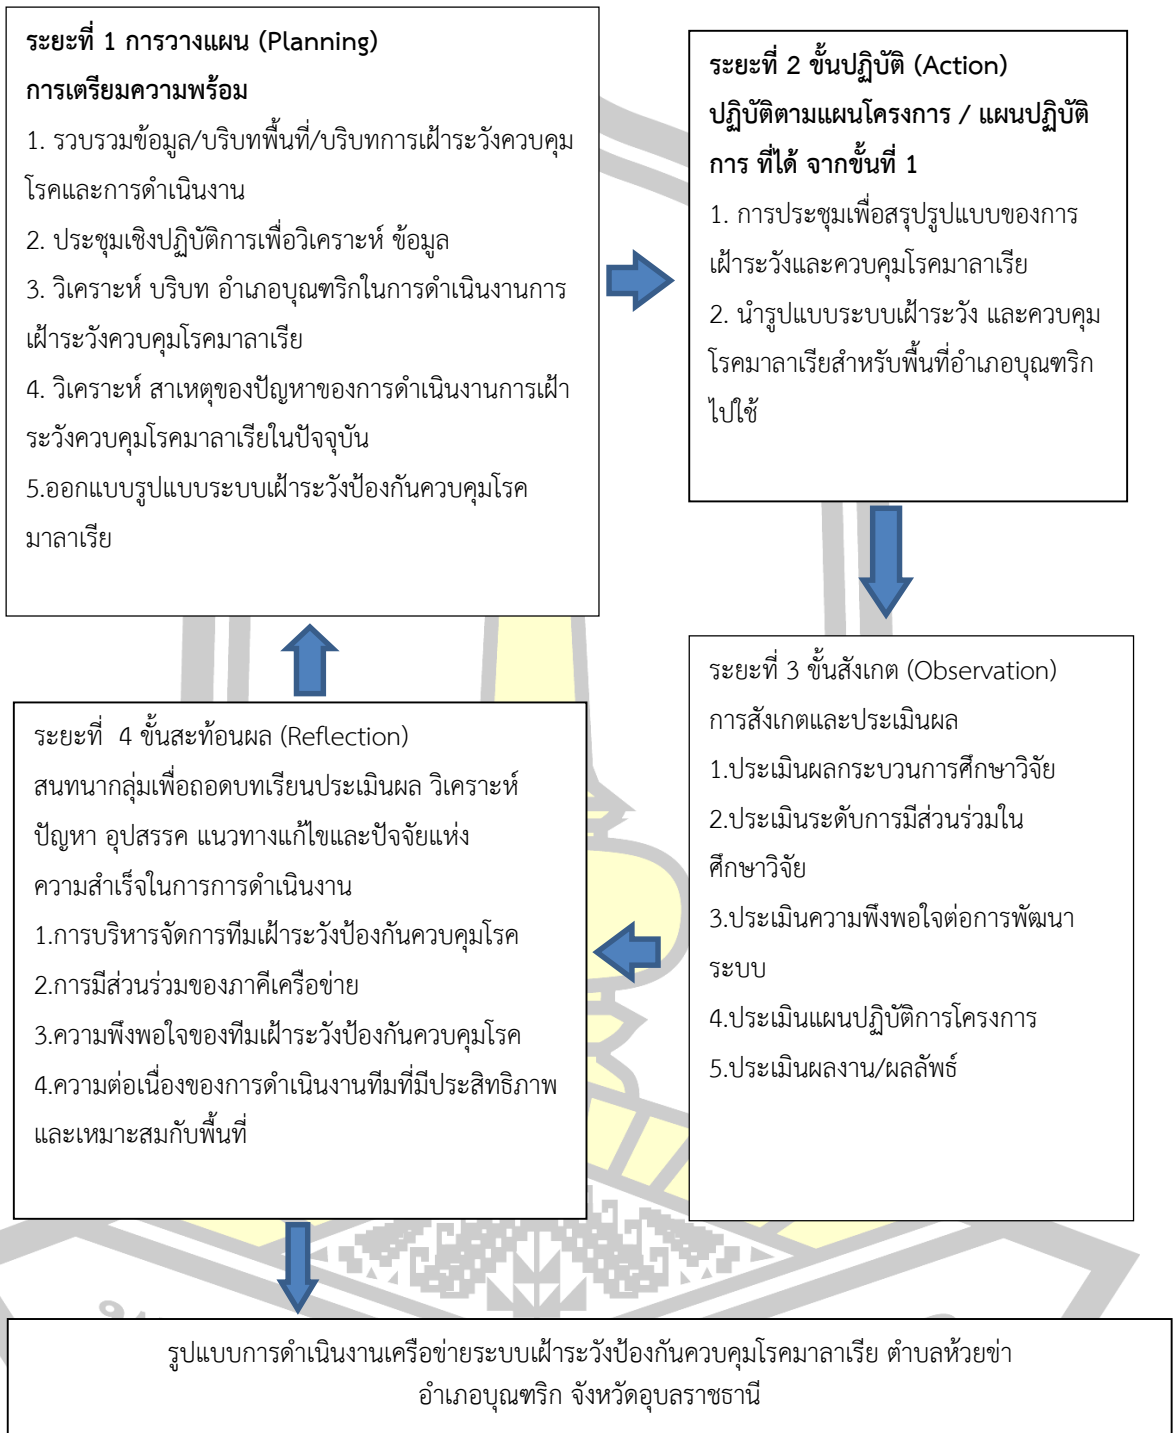 ระยะที่ 1 การวางแผน (Planning)
การเตรียมความพร้อม
1. รวบรวมข้อมูล/บริบทพื้นที่/บริบทการเฝ้าระวังควบคุม
โรคและการดำเนินงาน
2. ประชุมเชิงปฏิบัติการเพื่อวิเคราะห์ ข้อมูล
3. วิเคราะห์ บริบท อำเภอบุณฑริกในการดำเนินงานการ
เฝ้าระวังควบคุมโรคมาลาเรีย
4. วิเคราะห์ สาเหตุของปัญหาของการดำเนินงานการเฝ้า
ระวังควบคุมโรคมาลาเรียในปัจจุบัน
5.ออกแบบรูปแบบระบบเฝ้าระวังป้องกันควบคุมโรค
มาลาเรีย
ระยะที่ 2 ขั้นปฏิบัติ (Action)
ปฏิบัติตามแผนโครงการ / แผนปฏิบัติ
การ ที่ได้ จากขั้นที่ 1
1. การประชุมเพื่อสรุปรูปแบบของการ
เฝ้าระวังและควบคุมโรคมาลาเรีย
2. นำรูปแบบระบบเฝ้าระวัง และควบคุม
โรคมาลาเรียสำหรับพื้นที่อำเภอบุณฑริก
ไปใช้
ระยะที่ 3 ขั้นสังเกต (Observation)
การสังเกตและประเมินผล
1.ประเมินผลกระบวนการศึกษาวิจัย
2.ประเมินระดับการมีส่วนร่วมใน
ศึกษาวิจัย
3.ประเมินความพึงพอใจต่อการพัฒนา
ระบบ
4.ประเมินแผนปฏิบัติการโครงการ
5.ประเมินผลงาน/ผลลัพธ์
ระยะที่  4 ขั้นสะท้อนผล (Reflection)
สนทนากลุ่มเพื่อถอดบทเรียนประเมินผล วิเคราะห์
ปัญหา อุปสรรค แนวทางแก้ไขและปัจจัยแห่ง
ความสำเร็จในการการดำเนินงาน
1.การบริหารจัดการทีมเฝ้าระวังป้องกันควบคุมโรค
2.การมีส่วนร่วมของภาคีเครือข่าย
3.ความพึงพอใจของทีมเฝ้าระวังป้องกันควบคุมโรค
4.ความต่อเนื่องของการดำเนินงานทีมที่มีประสิทธิภาพ
และเหมาะสมกับพื้นที่
รูปแบบการดำเนินงานเครือข่ายระบบเฝ้าระวังป้องกันควบคุมโรคมาลาเรีย ตำบลห้วยข่า
อำเภอบุณฑริก จังหวัดอุบลราชธานี